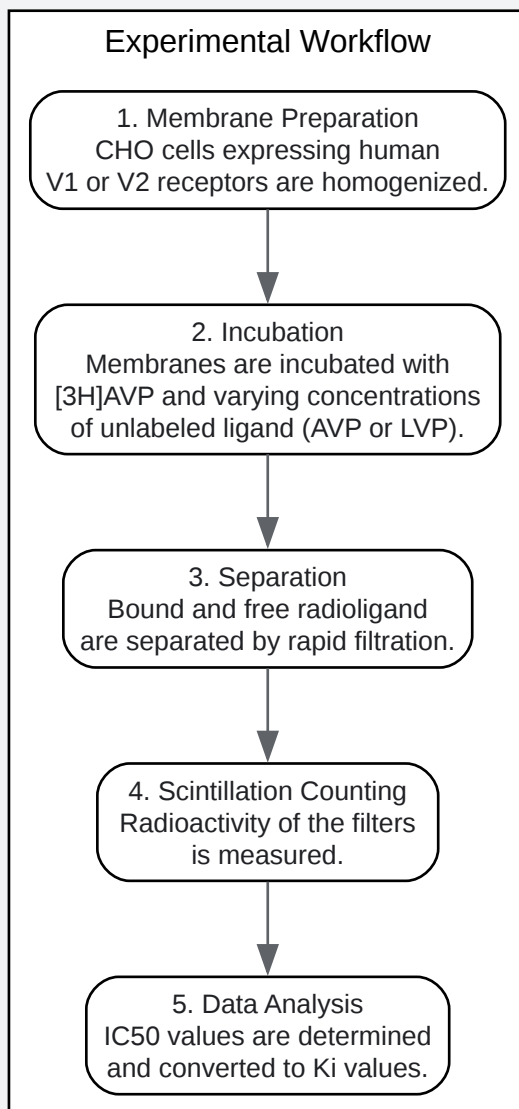 Experimental Workflow
1. Membrane Preparation
CHO cells expressing human
V1 or V2 receptors are homogenized.
2. Incubation
Membranes are incubated with
[3H]AVP and varying concentrations
of unlabeled ligand (AVP or LVP).
3. Separation
Bound and free radioligand
are separated by rapid filtration.
4. Scintillation Counting
Radioactivity of the filters
is measured.
5. Data Analysis
IC50 values are determined
and converted to Ki values.